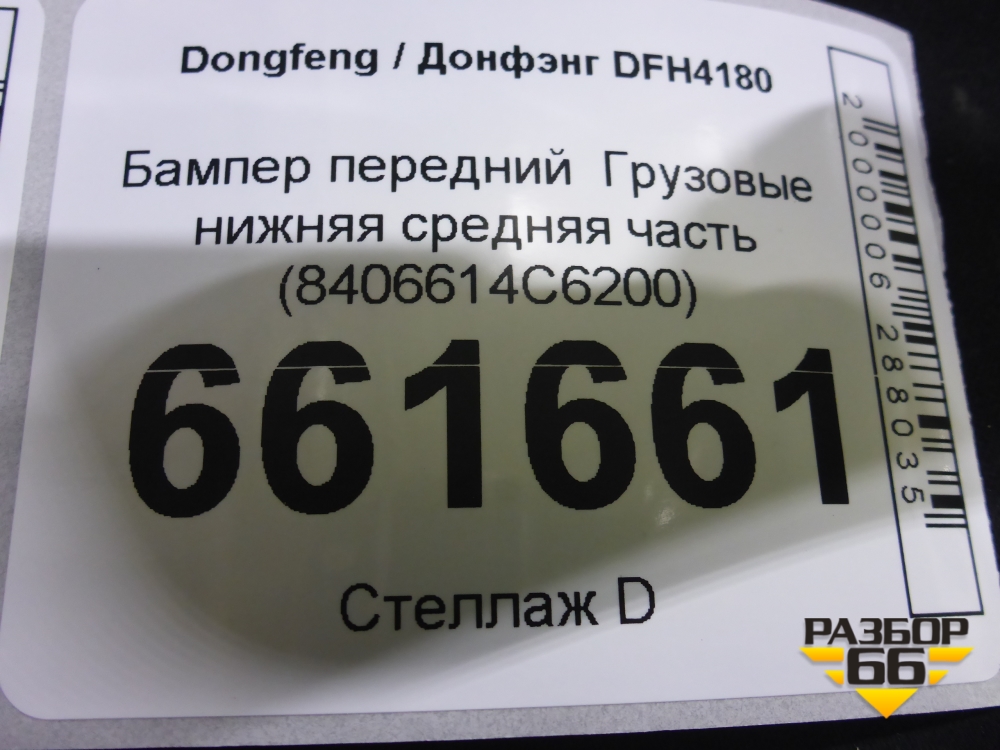 Dongfeng / Донфэнг DFH4180
Бампер передний Грузовые
нижняя средняя часть
(8406614C6200)
661661
Стеллаж D
2000006288035
РАЗБОР
66